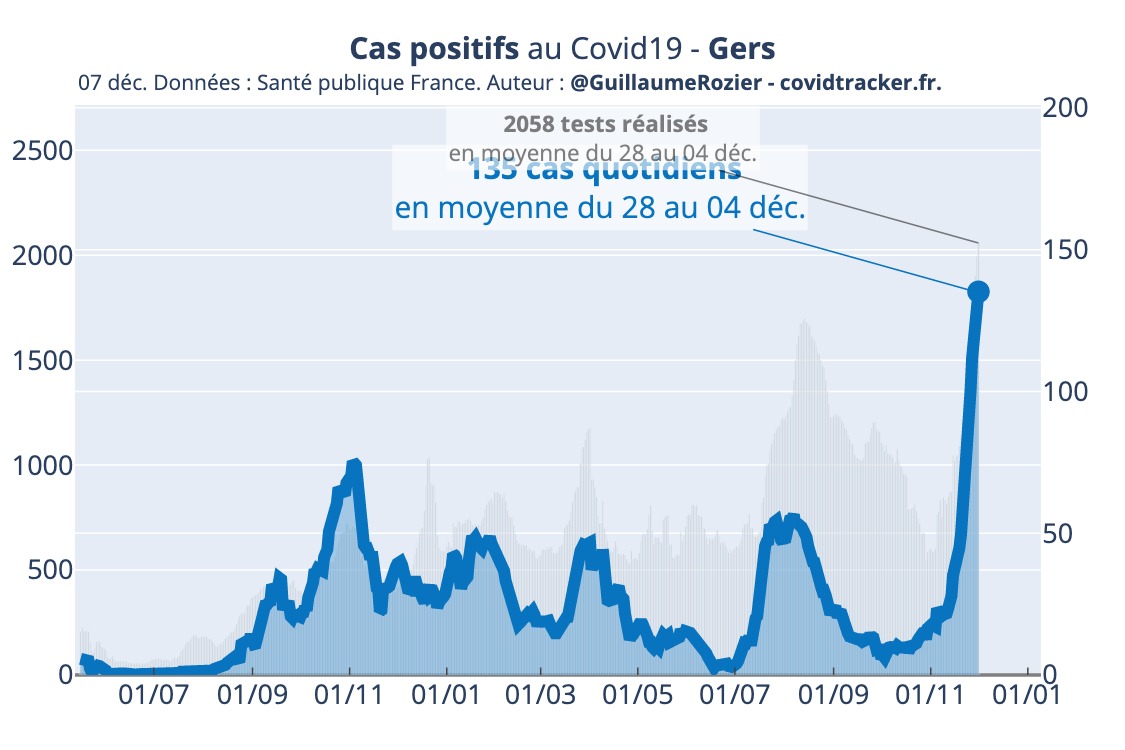 Cas positifs au Covid19 - Gers
07 déc. Données : Santé publique France. Auteur : @GuillaumeRozier - covidtracker.fr.
2058 tests réalisés
en moyenne du 28 au 04 déc.
135 cas quotidiens
en moyenne du 28 au 04 déc.
2500
2000
1500
1000
500
0
200
150
100
50
0
01/07 01/09 01/11 01/01 01/03 01/05 01/07 01/09 01/11 01/01